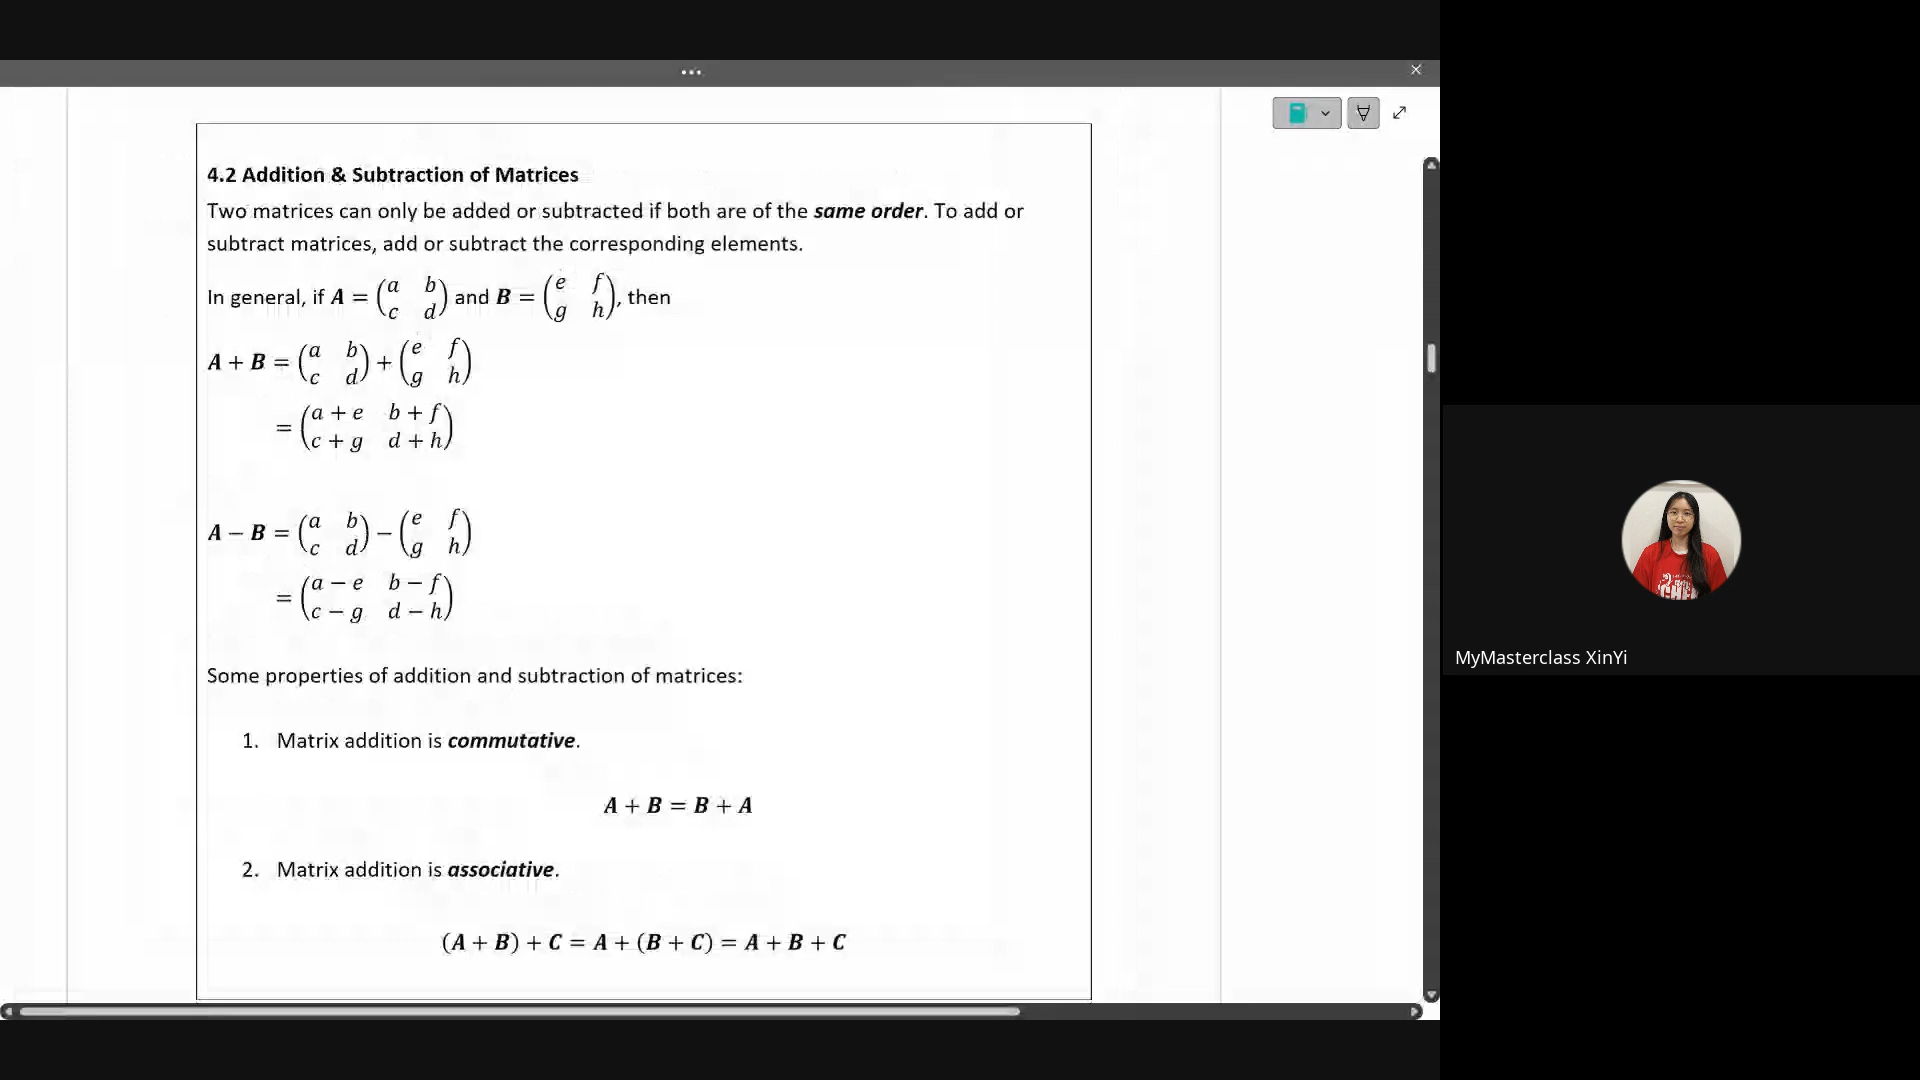 4.2 Addition & Subtraction of Matrices
Two matrices can only be added or subtracted if both are of the same order. To add or
subtract matrices, add or subtract the corresponding elements.
In general, if A = (a b
c d) and B = (e f
g h), then
A + B = (a b
c d) + (e f
g h)
= (a + e b + f
c + g d + h)
A − B = (a b
c d) − (e f
g h)
= (a − e b − f
c − g d − h)
Some properties of addition and subtraction of matrices:
1. Matrix addition is commutative.
A + B = B + A
2. Matrix addition is associative.
(A + B) + C = A + (B + C) = A + B + C
MyMasterclass XinYi